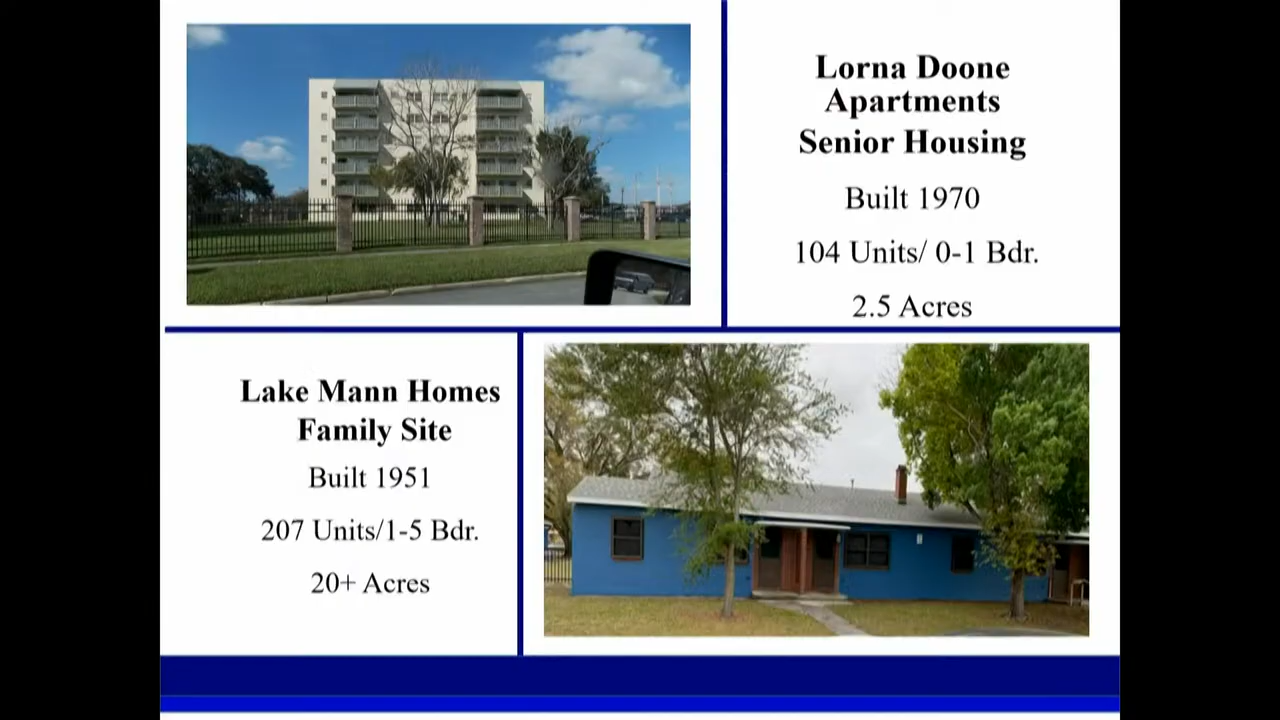 Lorna Doone
Apartments
Senior Housing
Built 1970
104 Units/ 0-1 Bdr.
2.5 Acres
Lake Mann Homes
Family Site
Built 1951
207 Units/1-5 Bdr.
20+ Acres